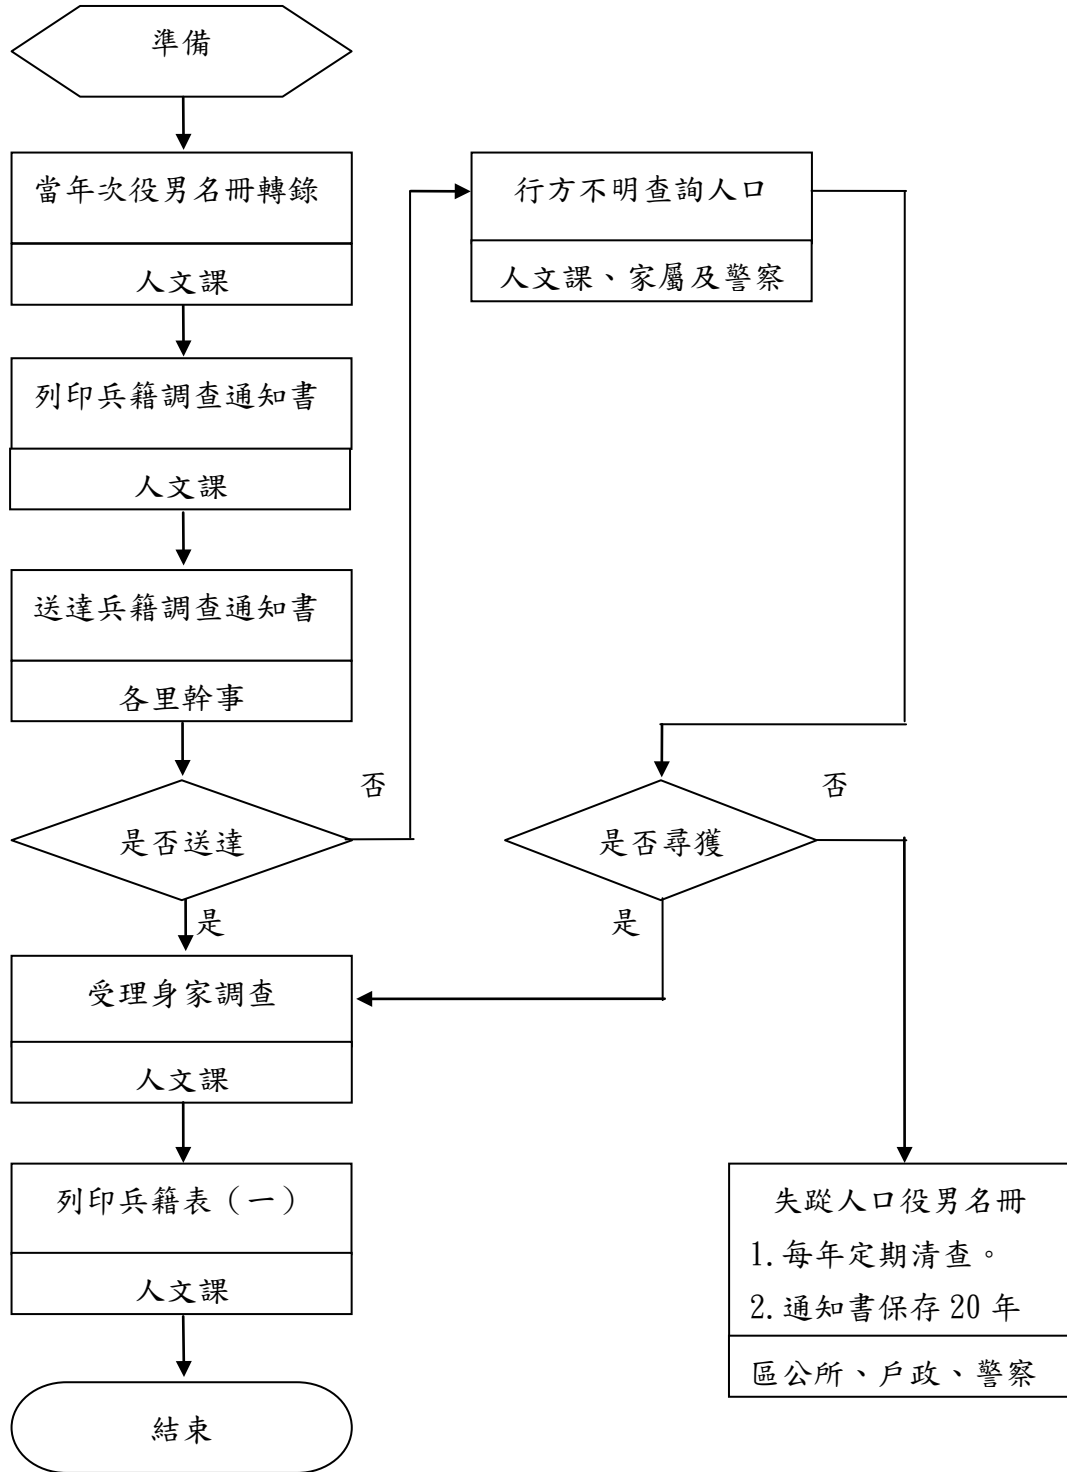 準備
當年次役男名冊轉錄
人文課
行方不明查詢人口
人文課、家屬及警察
列印兵籍調查通知書
人文課
送達兵籍調查通知書
各里幹事
否
是否送達
是
否
是否尋獲
是
受理身家調查
人文課
列印兵籍表（一）
人文課
失蹤人口役男名冊
1.每年定期清查。
2.通知書保存 20 年
區公所、戶政、警察
結束